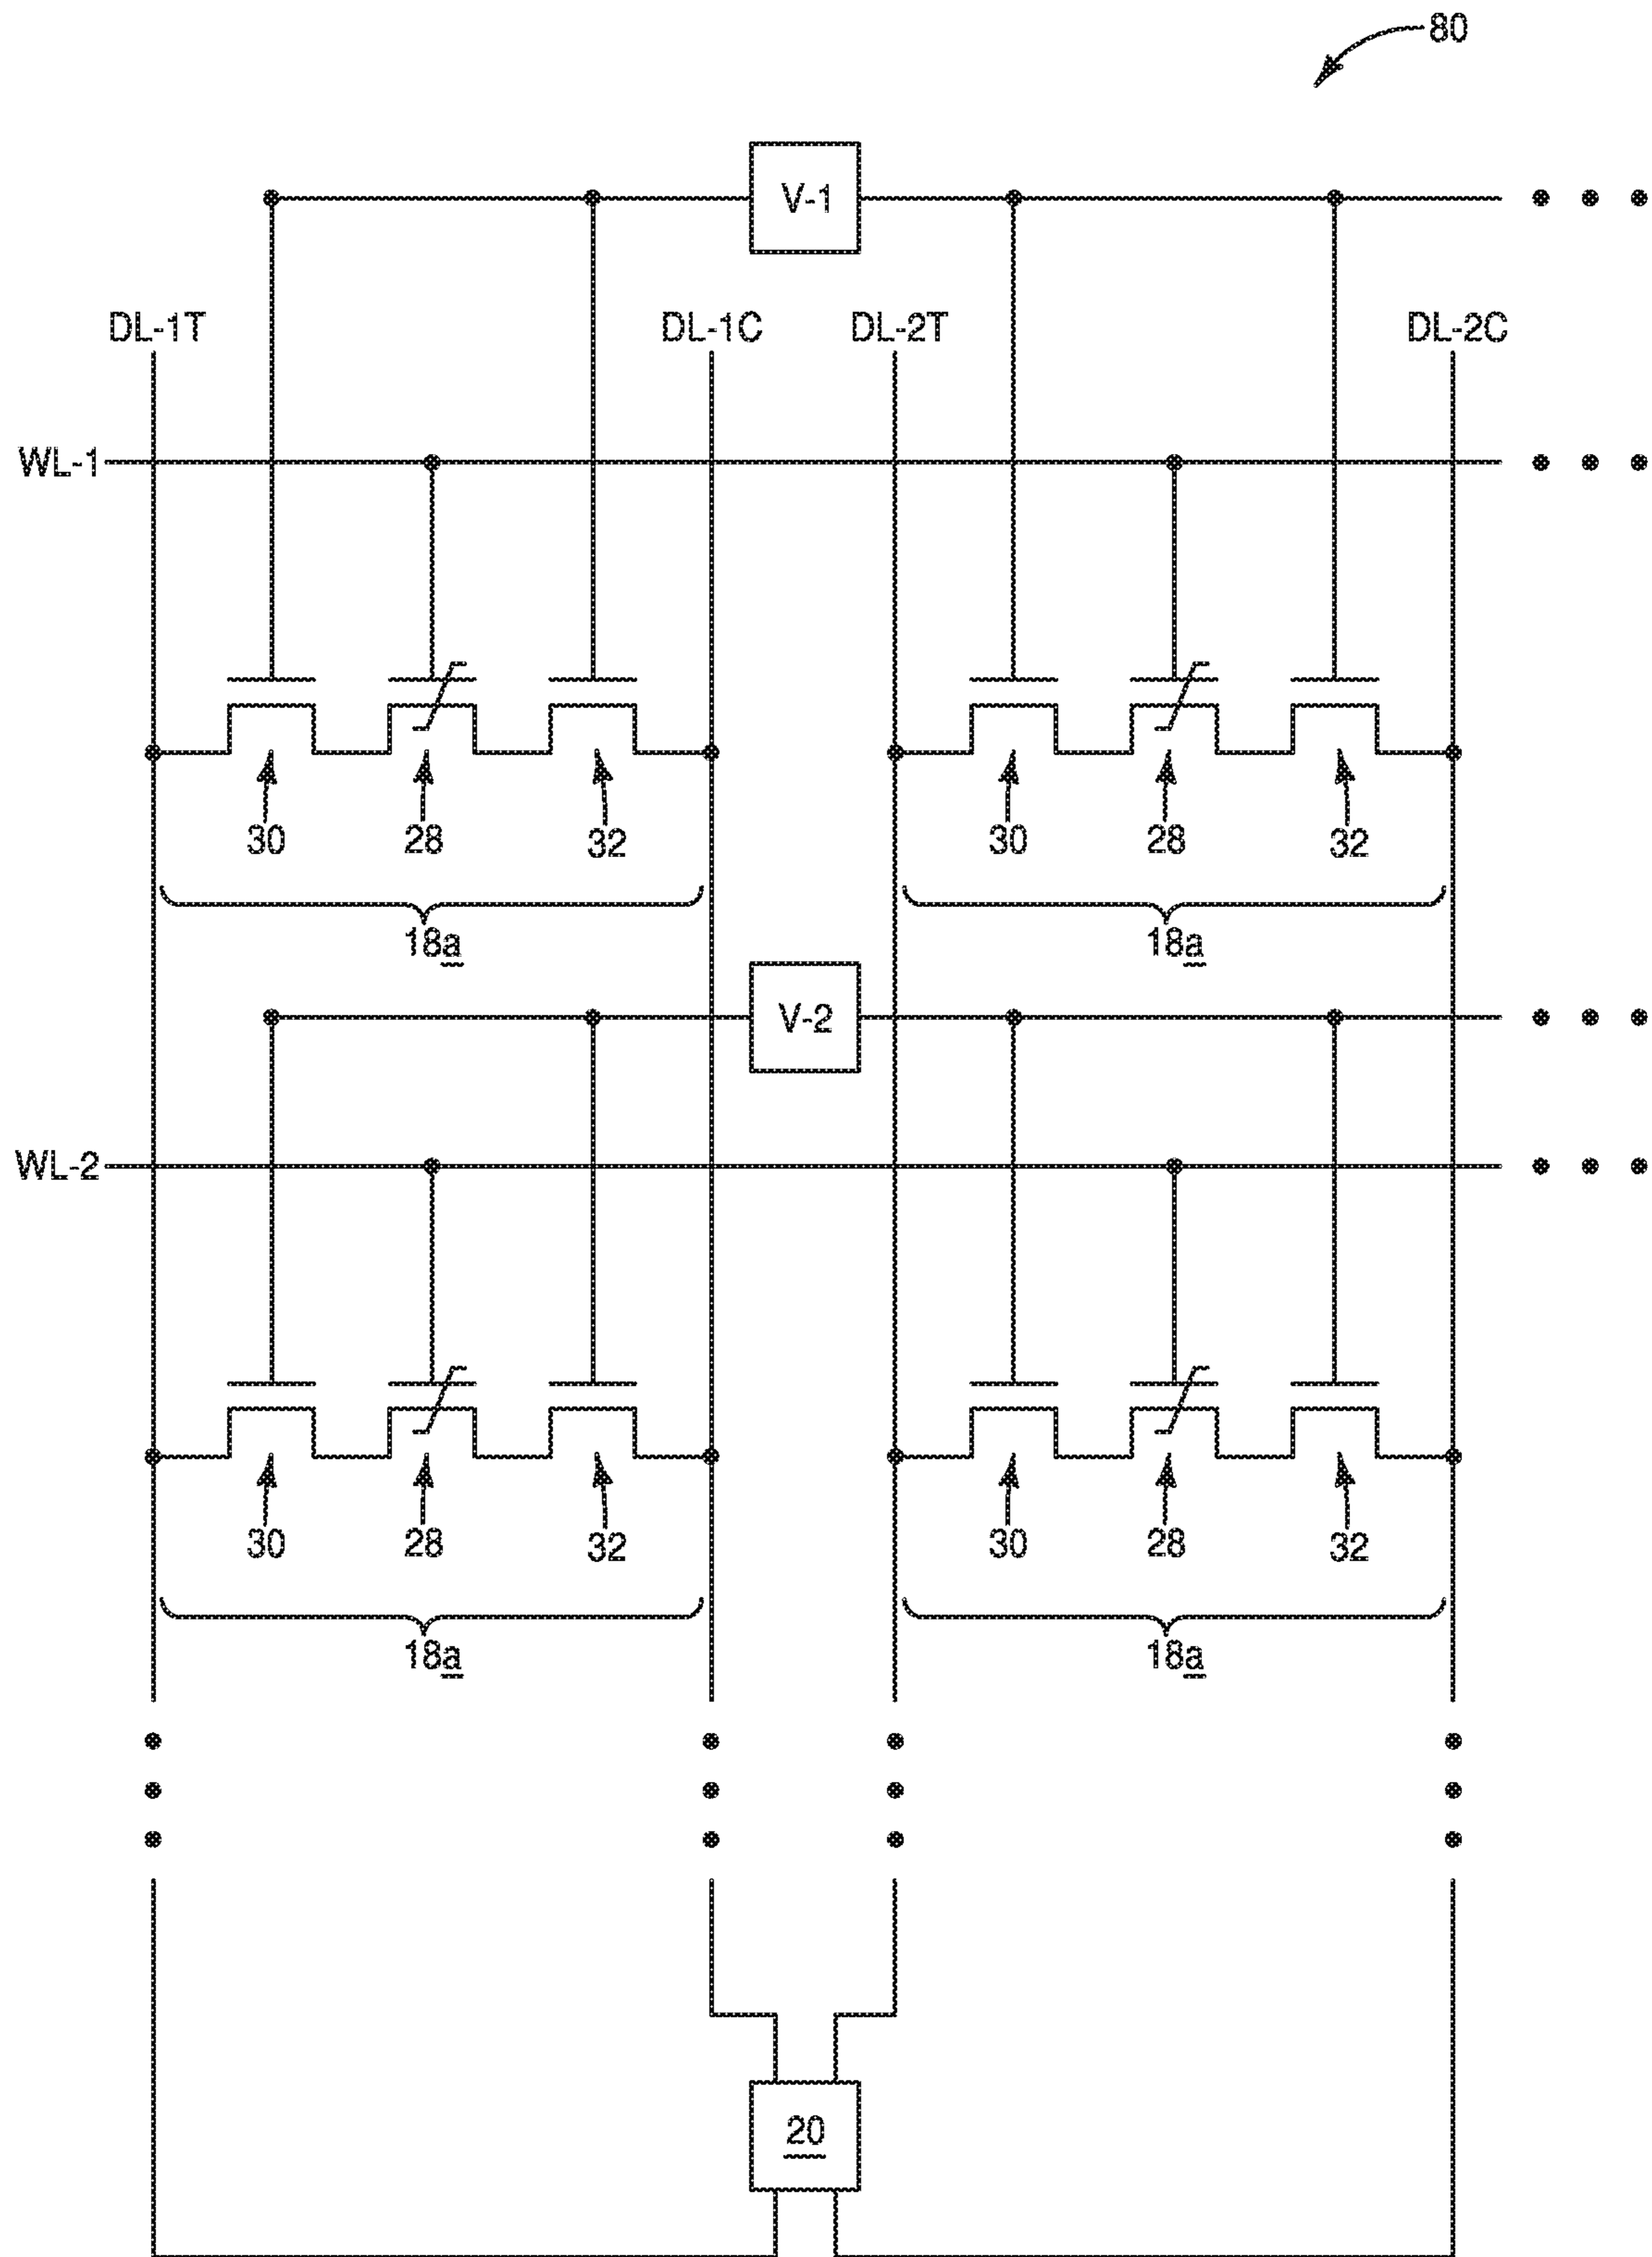 80
V-1
DL-1T DL-1C DL-2T DL-2C
WL-1
30 28 32 30 28 32
18a 18a
V-2
WL-2
30 28 32 30 28 32
18a 18a
20